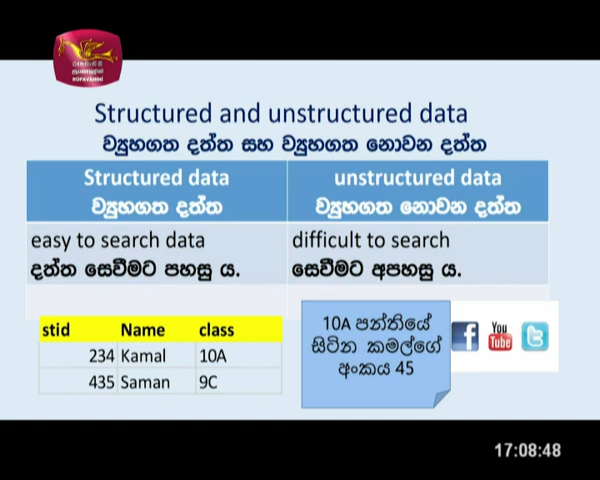 රූපවාහිනී
RUPAVAHINI
Structured and unstructured data
ව්‍යුහගත දත්ත සහ ව්‍යුහගත නොවන දත්ත
Structured data
ව්‍යුහගත දත්ත
unstructured data
ව්‍යුහගත නොවන දත්ත
easy to search data
දත්ත සෙවීමට පහසු ය.
difficult to search
සෙවීමට අපහසු ය.
stid Name class
234 Kamal 10A
435 Saman 9C
10A පන්තියේ
සිටින කමල්ගේ
අංකය 45
f
You
Tube
t
17:08:48